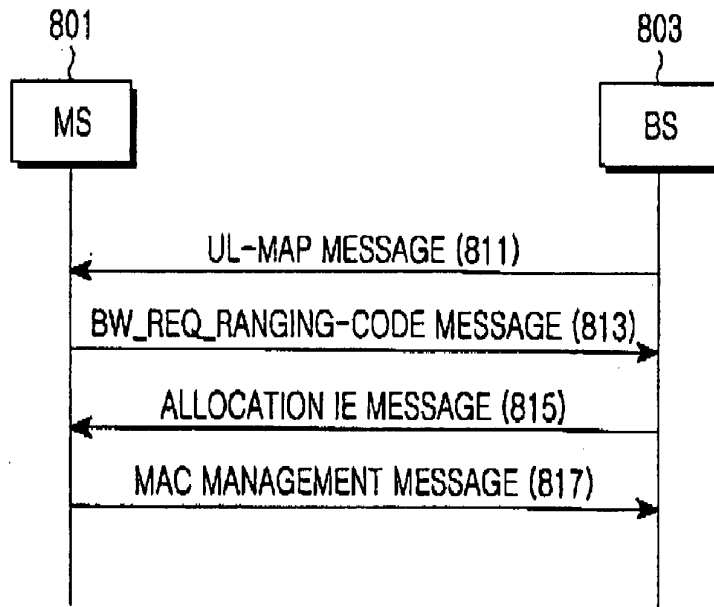 801
803
MS
BS
UL-MAP MESSAGE (811)
BW_REQ_RANGING-CODE MESSAGE (813)
ALLOCATION IE MESSAGE (815)
MAC MANAGEMENT MESSAGE (817)